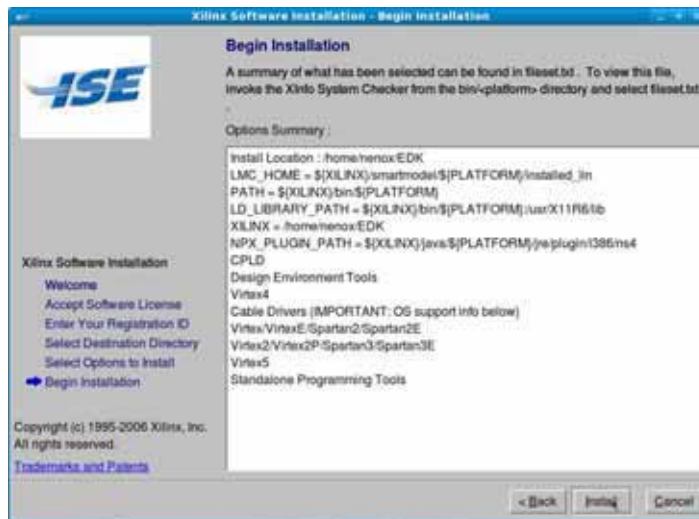 Xilinx Software Installation - Begin Installation
ISE
Begin Installation
A summary of what has been selected can be found in fileset.txt . To view this file,
invoke the XInfo System Checker from the bin/<platform> directory and select fileset.txt
.
Options Summary :
Install Location : /home/nenox/EDK
LMC_HOME = ${XILINX}/smartmodel/${PLATFORM}/installed_lin
PATH = ${XILINX}/bin/${PLATFORM}
LD_LIBRARY_PATH = ${XILINX}/bin/${PLATFORM}:/usr/X11R6/lib
XILINX = /home/nenox/EDK
NPX_PLUGIN_PATH = ${XILINX}/java/${PLATFORM}/jre/plugin/i386/ns4
CPLD
Design Environment Tools
Virtex4
Cable Drivers (IMPORTANT: OS support info below)
Virtex/VirtexE/Spartan2/Spartan2E
Virtex2/Virtex2P/Spartan3/Spartan3E
Virtex5
Standalone Programming Tools
Xilinx Software Installation
Welcome
Accept Software License
Enter Your Registration ID
Select Destination Directory
Select Options to Install
Begin Installation
Copyright (c) 1995-2006 Xilinx, Inc.
All rights reserved.
Trademarks and Patents
< Back
Install
Cancel